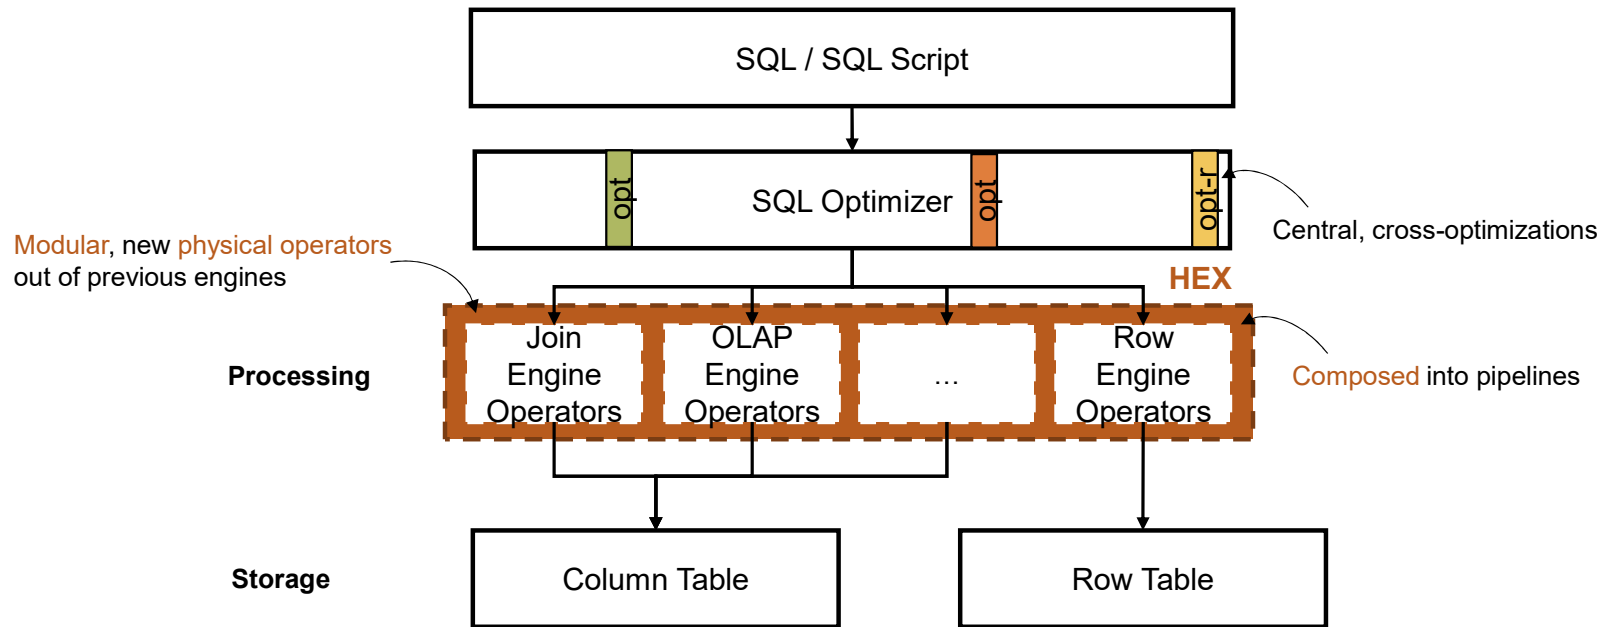 SQL / SQL Script
opt
SQL Optimizer
opt
opt-r
Central, cross-optimizations
Modular, new physical operators
out of previous engines
HEX
Processing
Join
Engine
Operators
OLAP
Engine
Operators
...
Row
Engine
Operators
Composed into pipelines
Storage
Column Table
Row Table